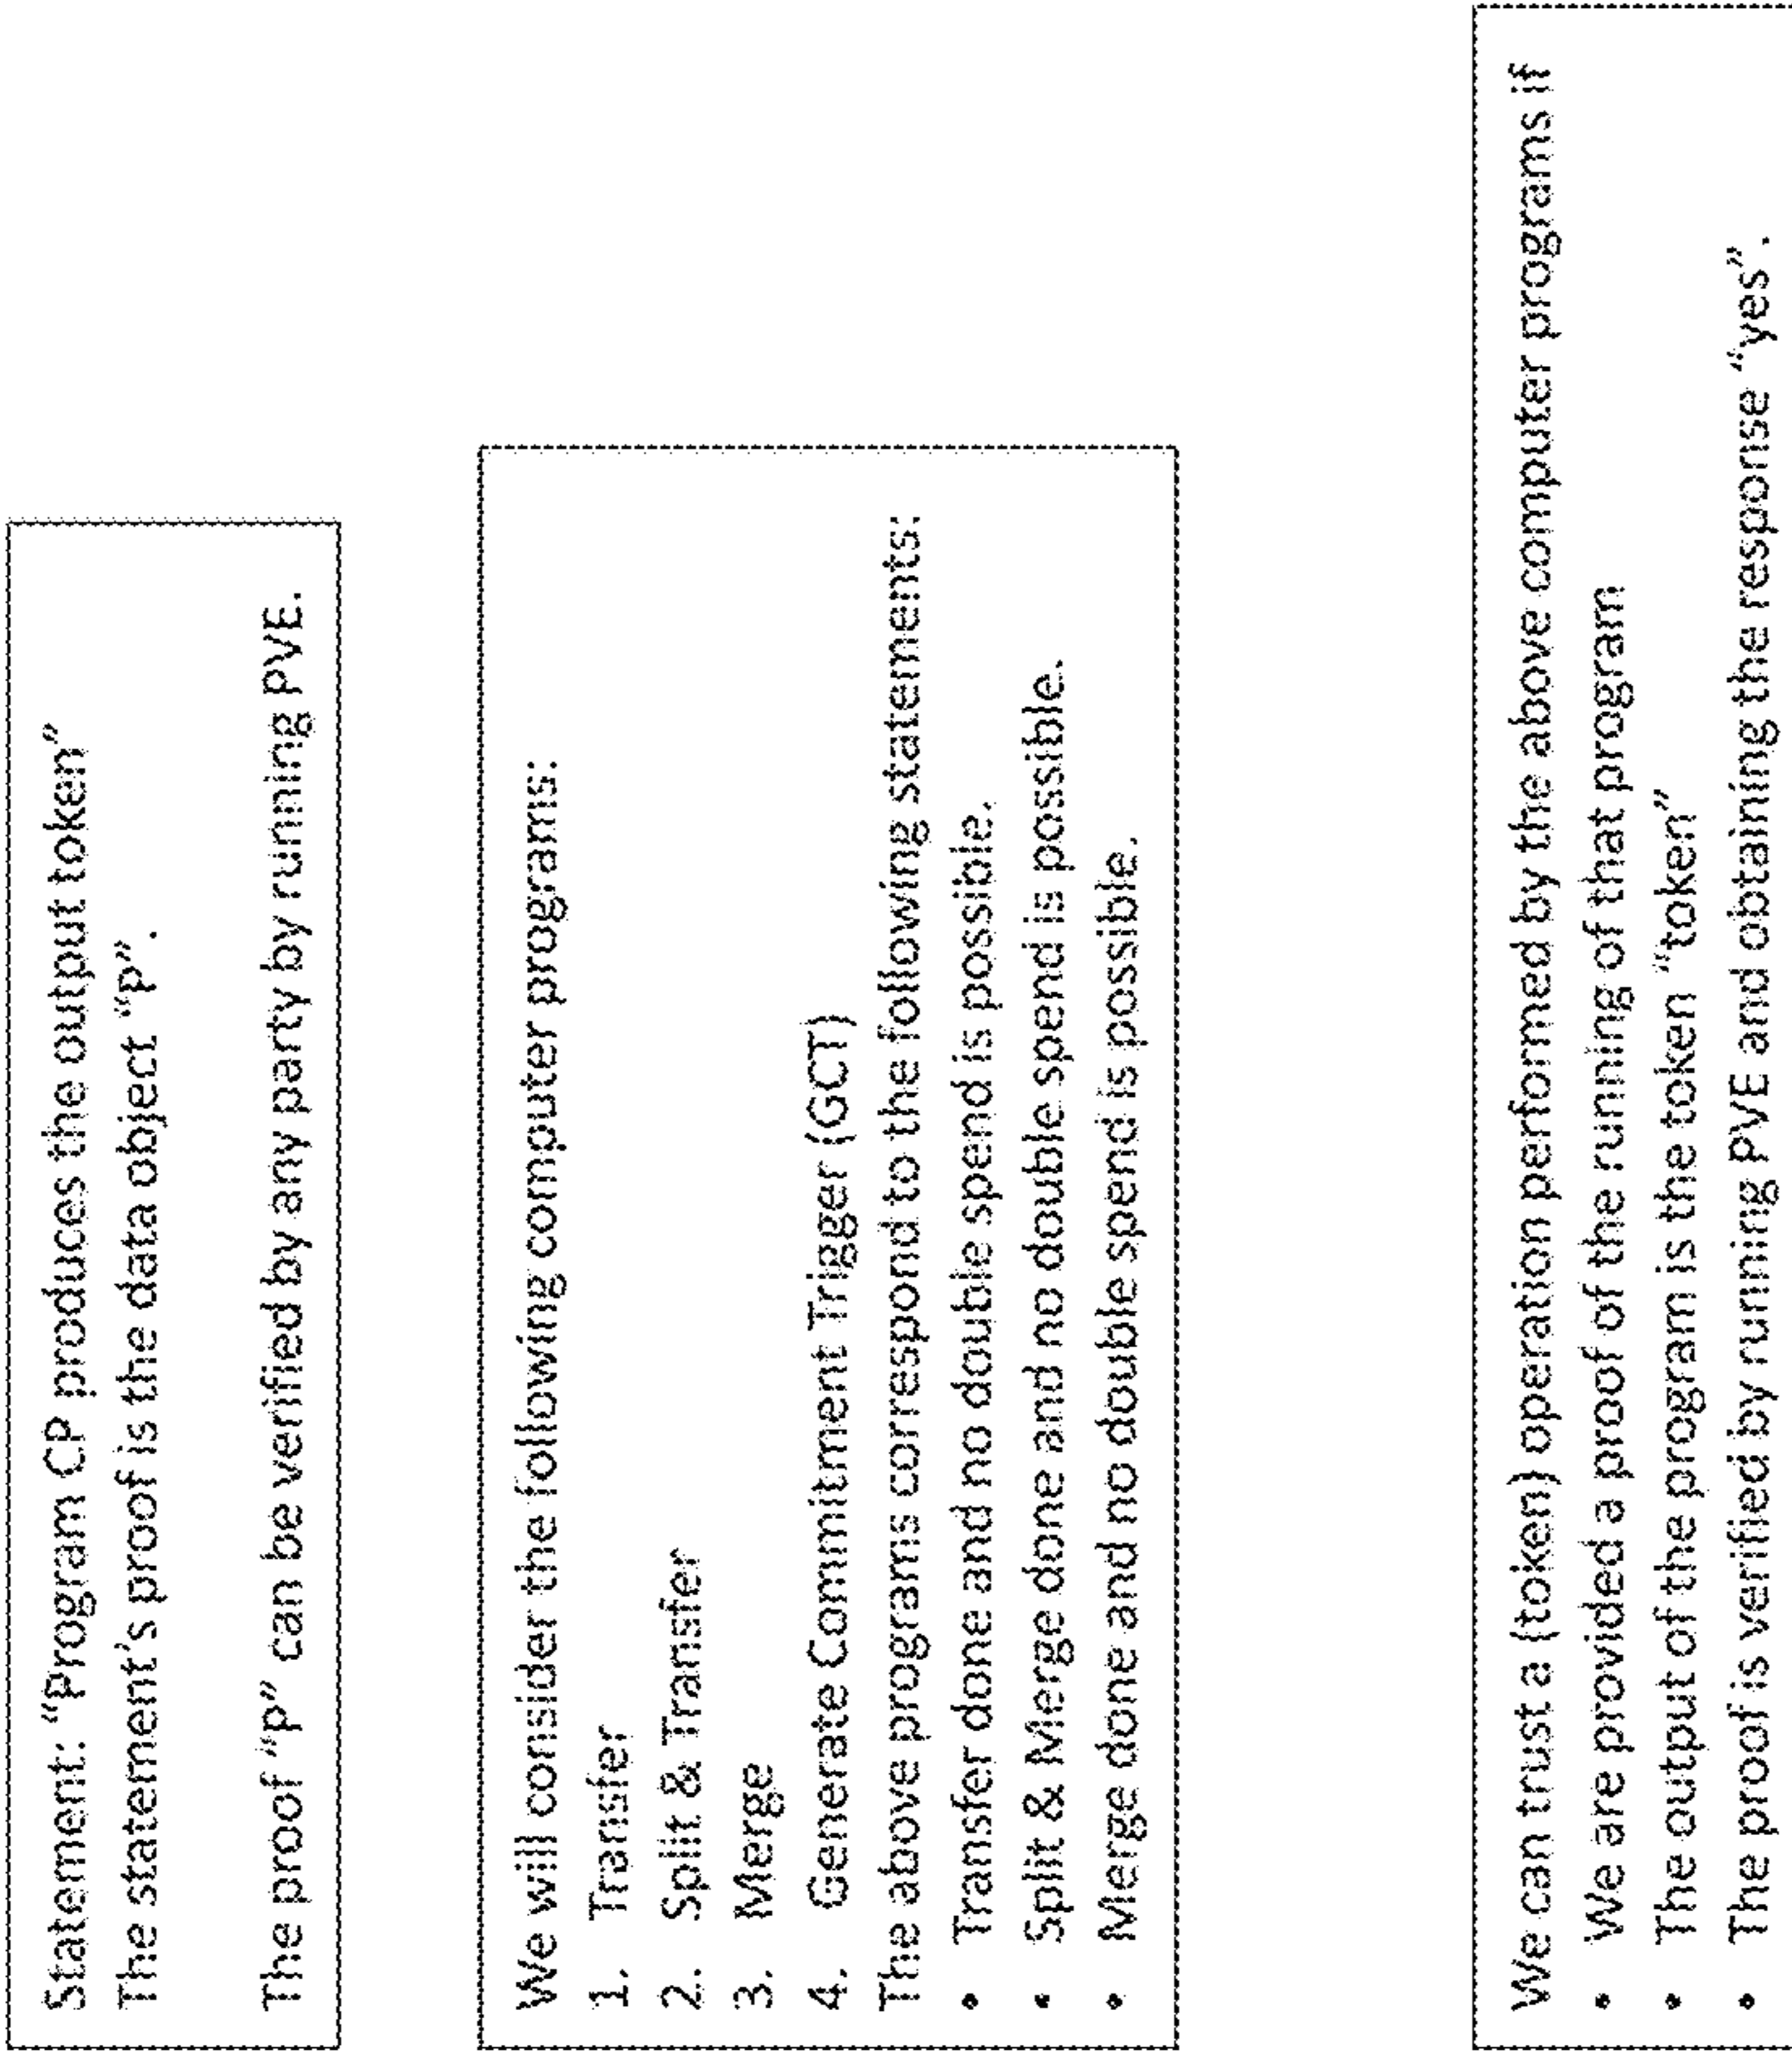 Statement: “Program CP produces the output token”
The statement’s proof is the data object “p”.
The proof “p” can be verified by any party by running PVE.
We will consider the following computer programs:
1. Transfer
2. Split & Transfer
3. Merge
4. Generate Commitment Trigger (GCT)
The above programs correspond to the following statements:
• Transfer done and no double spend is possible.
• Split & Merge done and no double spend is possible.
• Merge done and no double spend is possible.
We can trust a (token) operation performed by the above computer programs if
• We are provided a proof of the running of that program
• The output of the program is the token “token”
• The proof is verified by running PVE and obtaining the response “yes”.